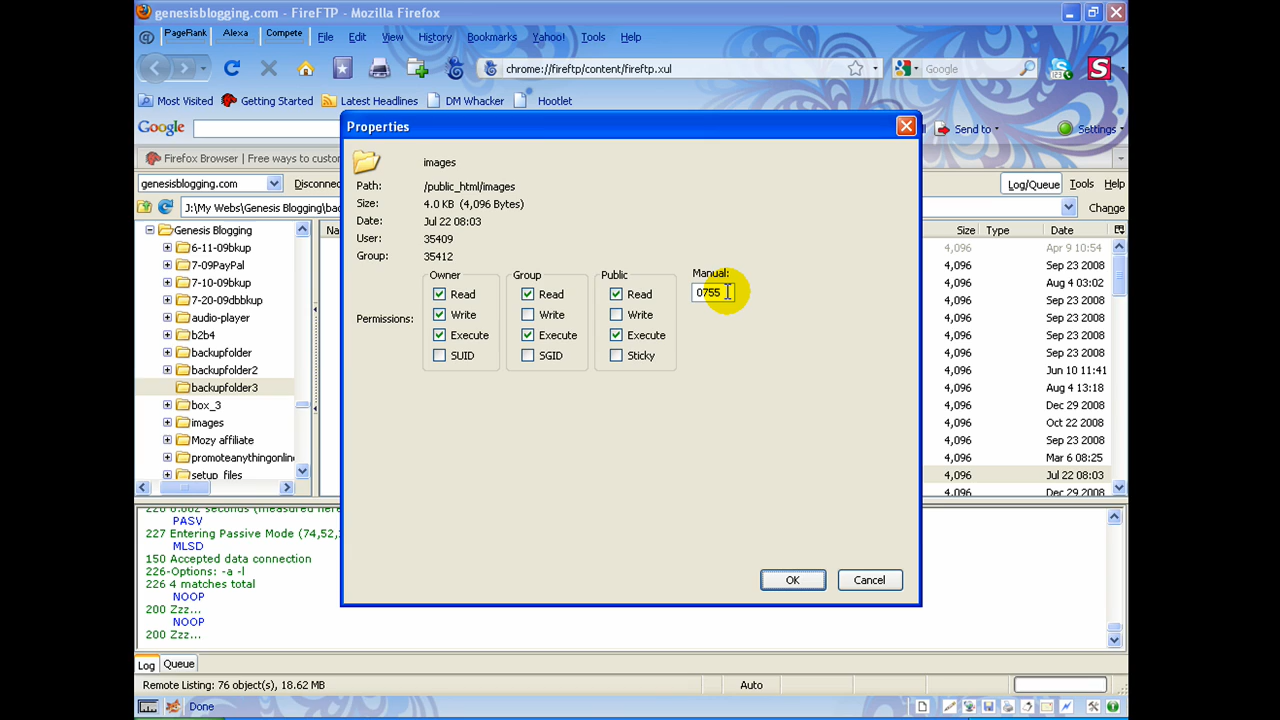 genesisblogging.com - FireFTP - Mozilla Firefox
PageRank Alexa Compete File Edit View History Bookmarks Yahoo! Tools Help
chrome://fireftp/content/fireftp.xul Google
Most Visited Getting Started Latest Headlines DM Whacker Hootlet
Google Send to Settings
Firefox Browser | Free ways to custor
genesisblogging.com Disconnec Log/Queue Tools Help
J:\My Webs\Genesis Blogging\ba Change
Genesis Blogging Na Size Type Date
6-11-09bkup 4,096 Apr 9 10:54
7-09PayPal 4,096 Sep 23 2008
7-10-09bkup 4,096 Aug 4 03:02
7-20-09dbbkup 4,096 Sep 23 2008
audio-player 4,096 Sep 23 2008
b2b4 4,096 Sep 23 2008
backupfolder 4,096 Sep 23 2008
backupfolder2 4,096 Jun 10 11:41
backupfolder3 4,096 Aug 4 13:18
box_3 4,096 Dec 29 2008
images 4,096 Oct 22 2008
Mozy affiliate 4,096 Sep 23 2008
promoteanythingonlin 4,096 Mar 6 08:25
setup_files 4,096 Jul 22 08:03
4,096 Dec 29 2008
Properties
images
Path: /public_html/images
Size: 4.0 KB (4,096 Bytes)
Date: Jul 22 08:03
User: 35409
Group: 35412
Owner Group Public Manual:
Read Read Read 0755
Write Write Write
Permissions:
Execute Execute Execute
SUID SGID Sticky
OK Cancel
PASV
227 Entering Passive Mode (74,52,
MLSD
150 Accepted data connection
226-Options: -a -l
226 4 matches total
NOOP
200 Zzz...
NOOP
200 Zzz...
Log Queue
Remote Listing: 76 object(s), 18.62 MB Auto
Done